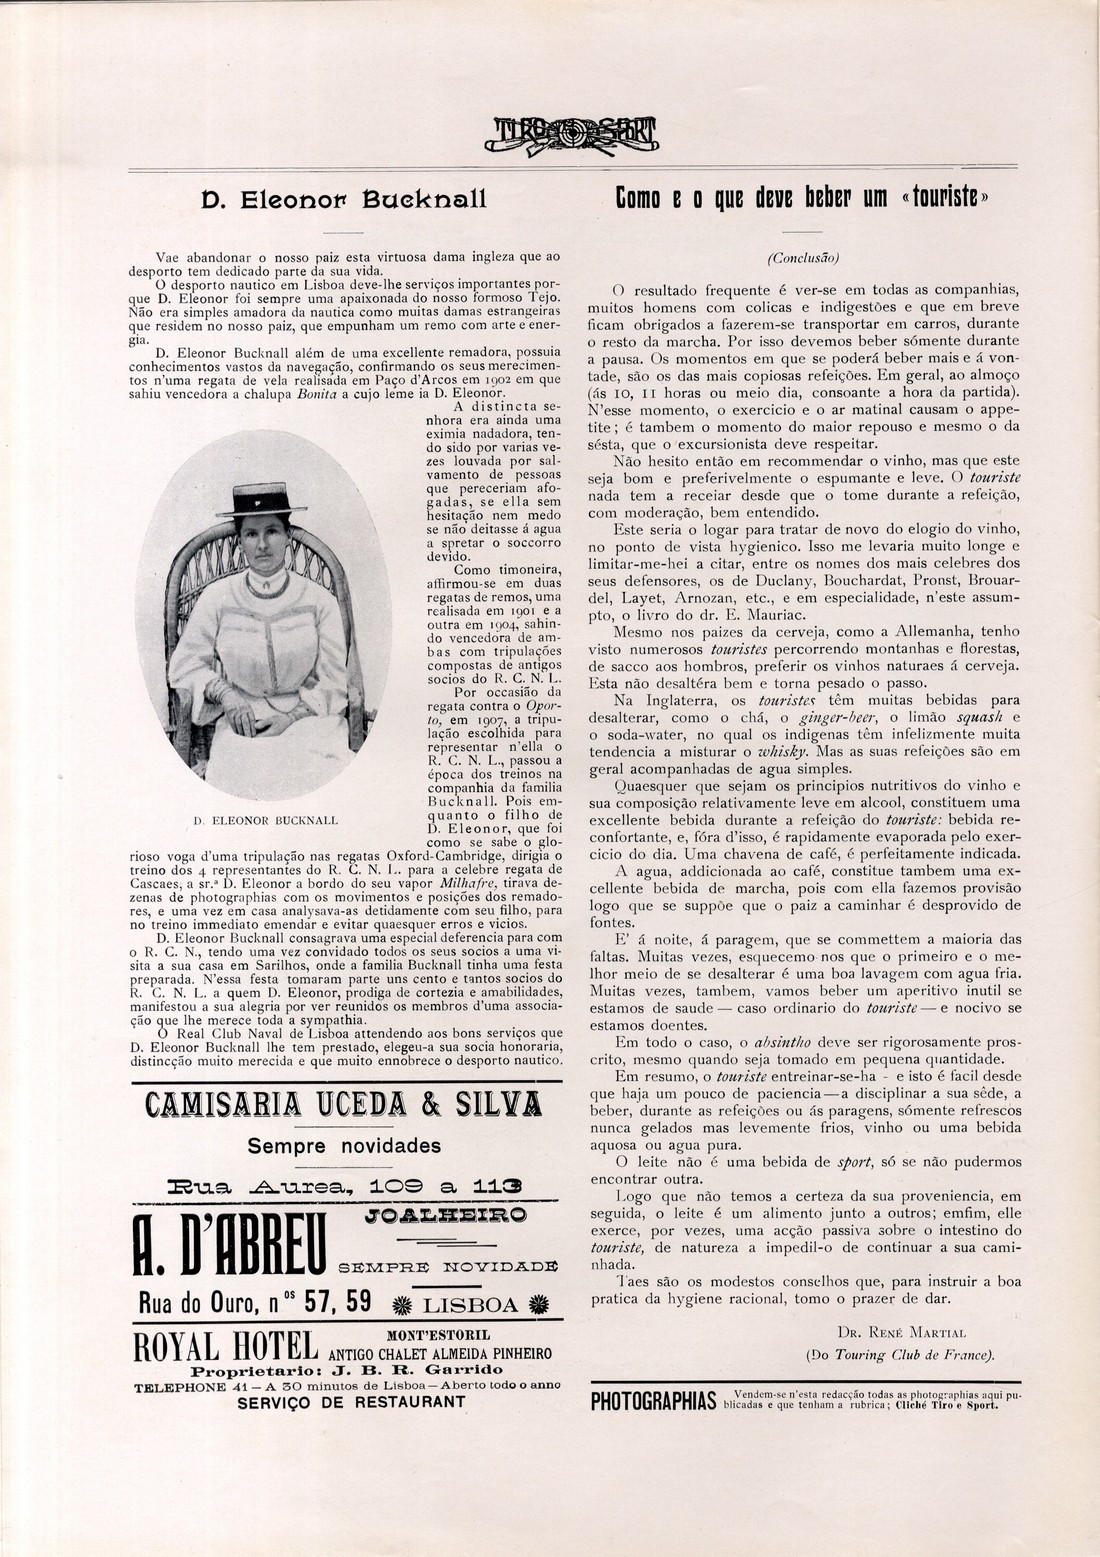 TIRO E SPORT
D. Eleonor Bucknall
Vae abandonar o nosso paiz esta virtuosa dama ingleza que ao
desporto tem dedicado parte da sua vida.
O desporto nautico em Lisboa deve-lhe serviços importantes por-
que D. Eleonor foi sempre uma apaixonada do nosso formoso Tejo.
Não era simples amadora da nautica como muitas damas estrangeiras
que residem no nosso paiz, que empunham um remo com arte e ener-
gia.
D. Eleonor Bucknall além de uma excellente remadora, possuia
conhecimentos vastos da navegação, confirmando os seus merecimen-
tos n'uma regata de vela realisada em Paço d'Arcos em 1902 em que
sahiu vencedora a chalupa Bonita a cujo leme ia D. Eleonor.
A distincta se-
nhora era ainda uma
eximia nadadora, ten-
do sido por varias ve-
zes louvada por sal-
vamento de pessoas
que pereceriam afo-
gadas, se ella sem
hesitação nem medo
se não deitasse á agua
a spretar o soccorro
devido.
Como timoneira,
affirmou-se em duas
regatas de remos, uma
realisada em 1901 e a
outra em 1904, sahin-
do vencedora de am-
bas com tripulações
compostas de antigos
socios do R. C. N. L.
Por occasião da
regata contra o Opor-
to, em 1907, a tripu-
lação escolhida para
representar n'ella o
R. C. N. L., passou a
época dos treinos na
companhia da familia
Bucknall. Pois em-
quanto o filho de
D. Eleonor, que foi
como se sabe o glo-
D. ELEONOR BUCKNALL
rioso voga d'uma tripulação nas regatas Oxford-Cambridge, dirigia o
treino dos 4 representantes do R. C. N. L. para a celebre regata de
Cascaes, a sr.ª D. Eleonor a bordo do seu vapor Milhafre, tirava de-
zenas de photographias com os movimentos e posições dos remado-
res, e uma vez em casa analysava-as detidamente com seu filho, para
no treino immediato emendar e evitar quaesquer erros e vicios.
D. Eleonor Bucknall consagrava uma especial deferencia para com
o R. C. N., tendo uma vez convidado todos os seus socios a uma vi-
sita a sua casa em Sarilhos, onde a familia Bucknall tinha uma festa
preparada. N'essa festa tomaram parte uns cento e tantos socios do
R. C. N. L. a quem D. Eleonor, prodiga de cortezia e amabilidades,
manifestou a sua alegria por ver reunidos os membros d'uma associa-
ção que lhe merece toda a sympathia.
O Real Club Naval de Lisboa attendendo aos bons serviços que
D. Eleonor Bucknall lhe tem prestado, elegeu-a sua socia honoraria,
distincção muito merecida e que muito ennobrece o desporto nautico.
CAMISARIA UCEDA & SILVA
Sempre novidades
Rua Aurea, 109 a 113
A. D'ABREU
JOALHEIRO
SEMPRE NOVIDADE
Rua do Ouro, nos 57, 59
LISBOA
ROYAL HOTEL
MONT'ESTORIL
ANTIGO CHALET ALMEIDA PINHEIRO
Proprietario: J. B. R. Garrido
TELEPHONE 41 — A 30 minutos de Lisboa — Aberto todo o anno
SERVIÇO DE RESTAURANT
Como e o que deve beber um «touriste»
(Conclusão)
O resultado frequente é ver-se em todas as companhias,
muitos homens com colicas e indigestões e que em breve
ficam obrigados a fazerem-se transportar em carros, durante
o resto da marcha. Por isso devemos beber sómente durante
a pausa. Os momentos em que se poderá beber mais e á von-
tade, são os das mais copiosas refeições. Em geral, ao almoço
(ás 10, 11 horas ou meio dia, consoante a hora da partida).
N'esse momento, o exercicio e o ar matinal causam o appe-
tite; é tambem o momento do maior repouso e mesmo o da
sésta, que o excursionista deve respeitar.
Não hesito então em recommendar o vinho, mas que este
seja bom e preferivelmente o espumante e leve. O touriste
nada tem a receiar desde que o tome durante a refeição,
com moderação, bem entendido.
Este seria o logar para tratar de novo do elogio do vinho,
no ponto de vista hygienico. Isso me levaria muito longe e
limitar-me-hei a citar, entre os nomes dos mais celebres dos
seus defensores, os de Duclany, Bouchardat, Pronst, Brouar-
del, Layet, Arnozan, etc., e em especialidade, n'este assum-
pto, o livro do dr. E. Mauriac.
Mesmo nos paizes da cerveja, como a Allemanha, tenho
visto numerosos touristes percorrendo montanhas e florestas,
de sacco aos hombros, preferir os vinhos naturaes á cerveja.
Esta não desaltéra bem e torna pesado o passo.
Na Inglaterra, os touristes têm muitas bebidas para
desalterar, como o chá, o ginger-beer, o limão squash e
o soda-water, no qual os indigenas têm infelizmente muita
tendencia a misturar o whisky. Mas as suas refeições são em
geral acompanhadas de agua simples.
Quaesquer que sejam os principios nutritivos do vinho e
sua composição relativamente leve em alcool, constituem uma
excellente bebida durante a refeição do touriste: bebida re-
confortante, e, fóra d'isso, é rapidamente evaporada pelo exer-
cicio do dia. Uma chavena de café, é perfeitamente indicada.
A agua, addicionada ao café, constitue tambem uma ex-
cellente bebida de marcha, pois com ella fazemos provisão
logo que se suppõe que o paiz a caminhar é desprovido de
fontes.
E' á noite, á paragem, que se commettem a maioria das
faltas. Muitas vezes, esquecemo nos que o primeiro e o me-
lhor meio de se desalterar é uma boa lavagem com agua fria.
Muitas vezes, tambem, vamos beber um aperitivo inutil se
estamos de saude — caso ordinario do touriste — e nocivo se
estamos doentes.
Em todo o caso, o absintho deve ser rigorosamente pros-
crito, mesmo quando seja tomado em pequena quantidade.
Em resumo, o touriste entreinar-se-ha - e isto é facil desde
que haja um pouco de paciencia — a disciplinar a sua sêde, a
beber, durante as refeições ou ás paragens, sómente refrescos
nunca gelados mas levemente frios, vinho ou uma bebida
aquosa ou agua pura.
O leite não é uma bebida de sport, só se não pudermos
encontrar outra.
Logo que não temos a certeza da sua proveniencia, em
seguida, o leite é um alimento junto a outros; emfim, elle
exerce, por vezes, uma acção passiva sobre o intestino do
touriste, de natureza a impedil-o de continuar a sua cami-
nhada.
Taes são os modestos conselhos que, para instruir a boa
pratica da hygiene racional, tomo o prazer de dar.
DR. RENÉ MARTIAL
(Do Touring Club de France).
PHOTOGRAPHIAS
Vendem-se n'esta redacção todas as photographias aqui pu-
blicadas e que tenham a rubrica; Cliché Tiro e Sport.